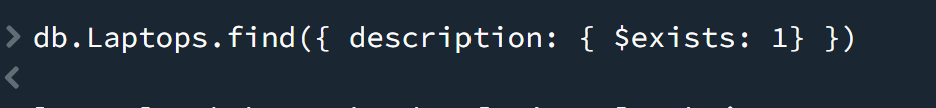 > db.Laptops.find({ description: { $exists: 1} })
<